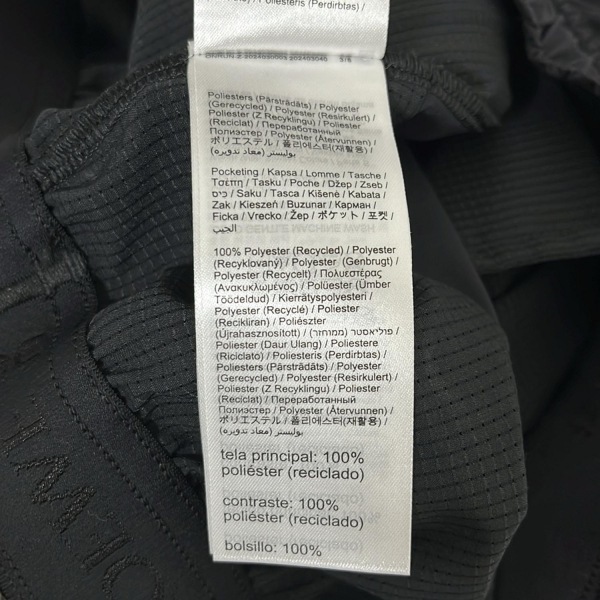 / Poliesteris (Perdirbtas) /
Poliesters (Pārstrādāts) / Polyester
(Gerecycled) / Polyester (Resirkulert) /
Poliester (Z Recyklingu) / Poliester
(Reciclat) / Переработанный
Полиэстер / Polyester (Återvunnen) /
ポリエステル / 폴리에스터(재활용) /
بوليستر (معاد تدويره)
Pocketing / Kapsa / Lomme / Tasche /
Τσέπη / Tasku / Poche / Džep / Zseb /
כיס / Saku / Tasca / Kišenė / Kabata /
Zak / Kieszeń / Buzunar / Карман /
Ficka / Vrecko / Žep / ポケット / 포켓 /
الجيب
100% Polyester (Recycled) / Polyester
(Recyklovaný) / Polyester (Genbrugt) /
Polyester (Recycelt) / Πολυεστέρας
(Ανακυκλωμένος) / Polüester (Ümber
Töödeldud) / Kierrätyspolyesteri /
Polyester (Recyclé) / Poliester
(Recikliran) / Poliészter
(Újrahasznosított) / פוליאסטר (ממוחזר) /
Poliester (Daur Ulang) / Poliestere
(Riciclato) / Poliesteris (Perdirbtas) /
Poliesters (Pārstrādāts) / Polyester
(Gerecycled) / Polyester (Resirkulert) /
Poliester (Z Recyklingu) / Poliester
(Reciclat) / Переработанный
Полиэстер / Polyester (Återvunnen) /
ポリエステル / 폴리에스터(재활용) /
بوليستر (معاد تدويره)
tela principal: 100%
poliéster (reciclado)
contraste: 100%
poliéster (reciclado)
bolsillo: 100%